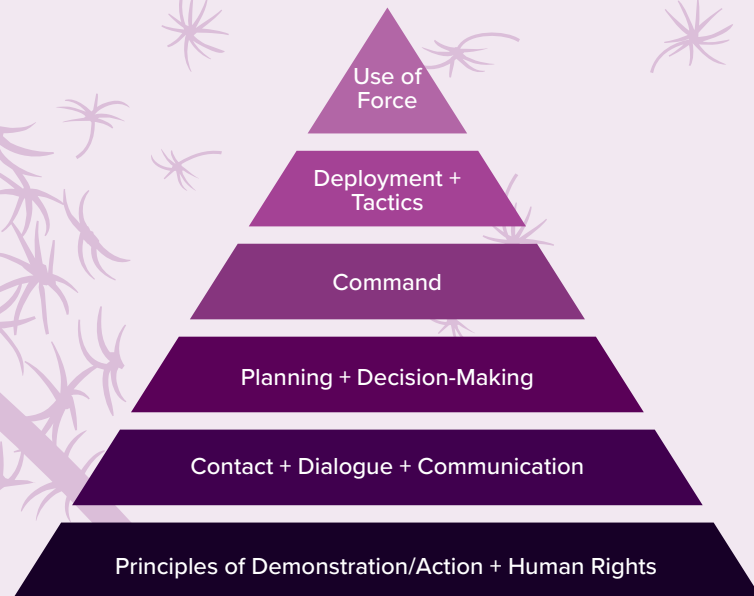 Use of
Force
Deployment +
Tactics
Command
Planning + Decision-Making
Contact + Dialogue + Communication
Principles of Demonstration/Action + Human Rights